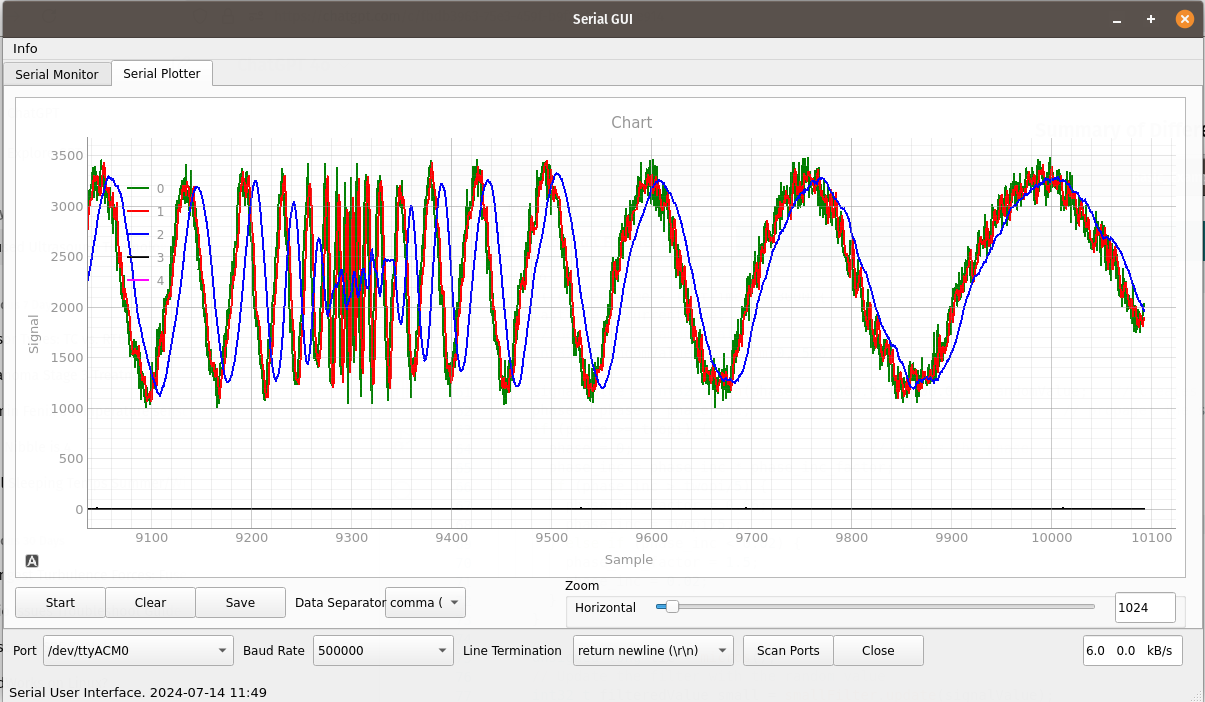 Serial GUI
Info
Serial Monitor Serial Plotter
Chart
3500
3000
2500
2000
1500
1000
500
0
Signal
0
1
2
3
4
9100 9200 9300 9400 9500 9600 9700 9800 9900 10000 10100
Sample
A
Zoom
Start Clear Save Data Separator comma ( Horizontal 1024
Port /dev/ttyACM0 Baud Rate 500000 Line Termination return newline (\r\n) Scan Ports Close 6.0 0.0 kB/s
Serial User Interface. 2024-07-14 11:49